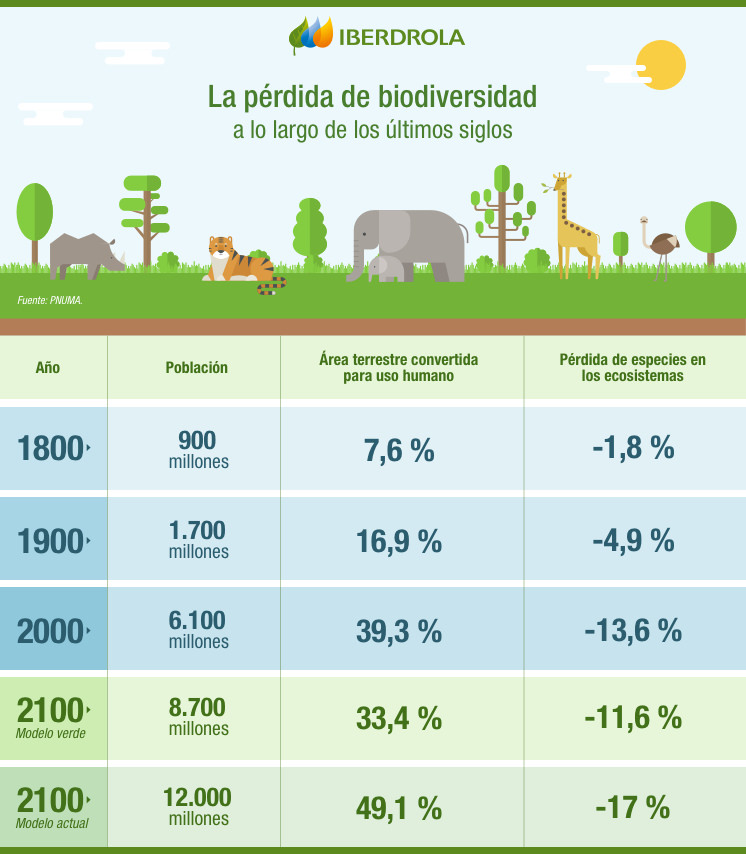 IBERDROLA
La pérdida de biodiversidad
a lo largo de los últimos siglos
Fuente: PNUMA.
Año
Población
Área terrestre convertida
para uso humano
Pérdida de especies en
los ecosistemas
1800
900
millones
7,6 %
-1,8 %
1900
1.700
millones
16,9 %
-4,9 %
2000
6.100
millones
39,3 %
-13,6 %
2100
Modelo verde
8.700
millones
33,4 %
-11,6 %
2100
Modelo actual
12.000
millones
49,1 %
-17 %